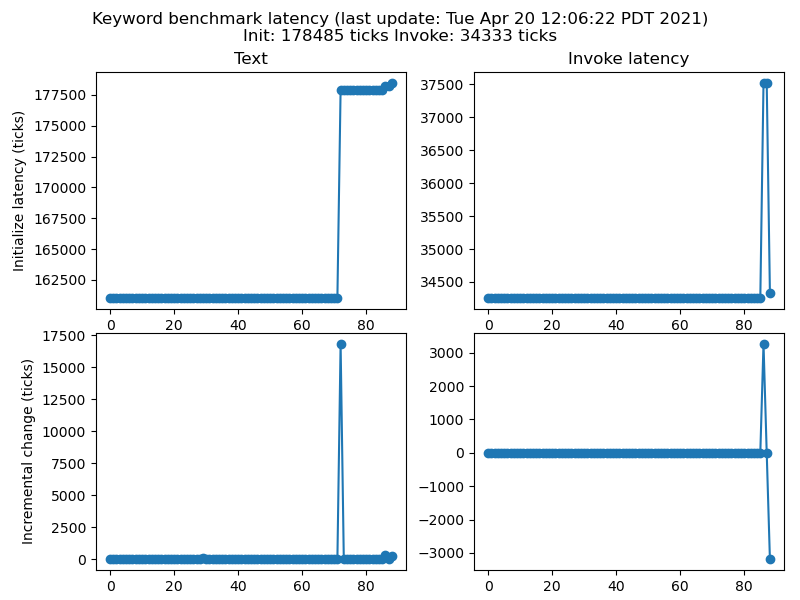 Keyword benchmark latency (last update: Tue Apr 20 12:06:22 PDT 2021)
Init: 178485 ticks Invoke: 34333 ticks
Text
Initialize latency (ticks)
177500
175000
172500
170000
167500
165000
162500
0 20 40 60 80
Invoke latency
37500
37000
36500
36000
35500
35000
34500
0 20 40 60 80
Incremental change (ticks)
17500
15000
12500
10000
7500
5000
2500
0
0 20 40 60 80
3000
2000
1000
0
−1000
−2000
−3000
0 20 40 60 80